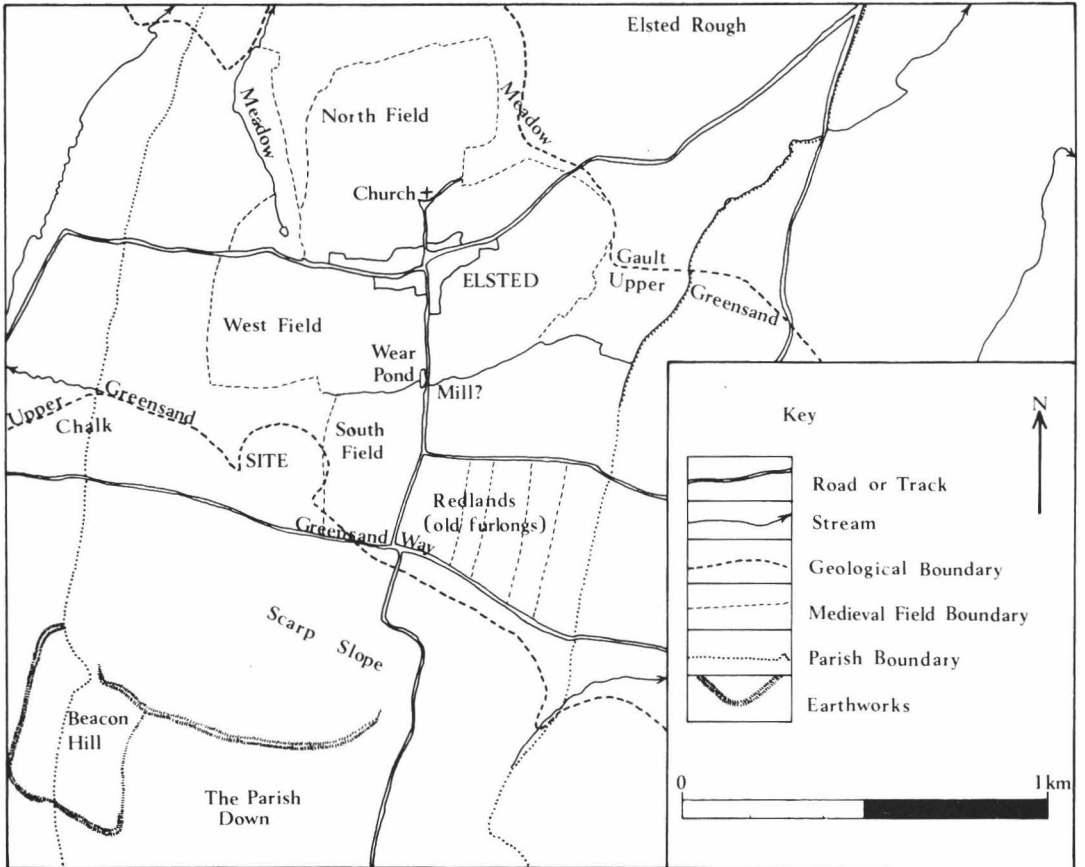 Elsted Rough
Meadow
North Field
Meadow
Church
ELSTED
Gault
Upper
Greensand
West Field
Wear
Pond
Mill?
Upper Greensand
Chalk
SITE
South
Field
Redlands
(old furlongs)
Greensand Way
Scarp Slope
Beacon
Hill
The Parish
Down
Key
N
Road or Track
Stream
Geological Boundary
Medieval Field Boundary
Parish Boundary
Earthworks
0
1km